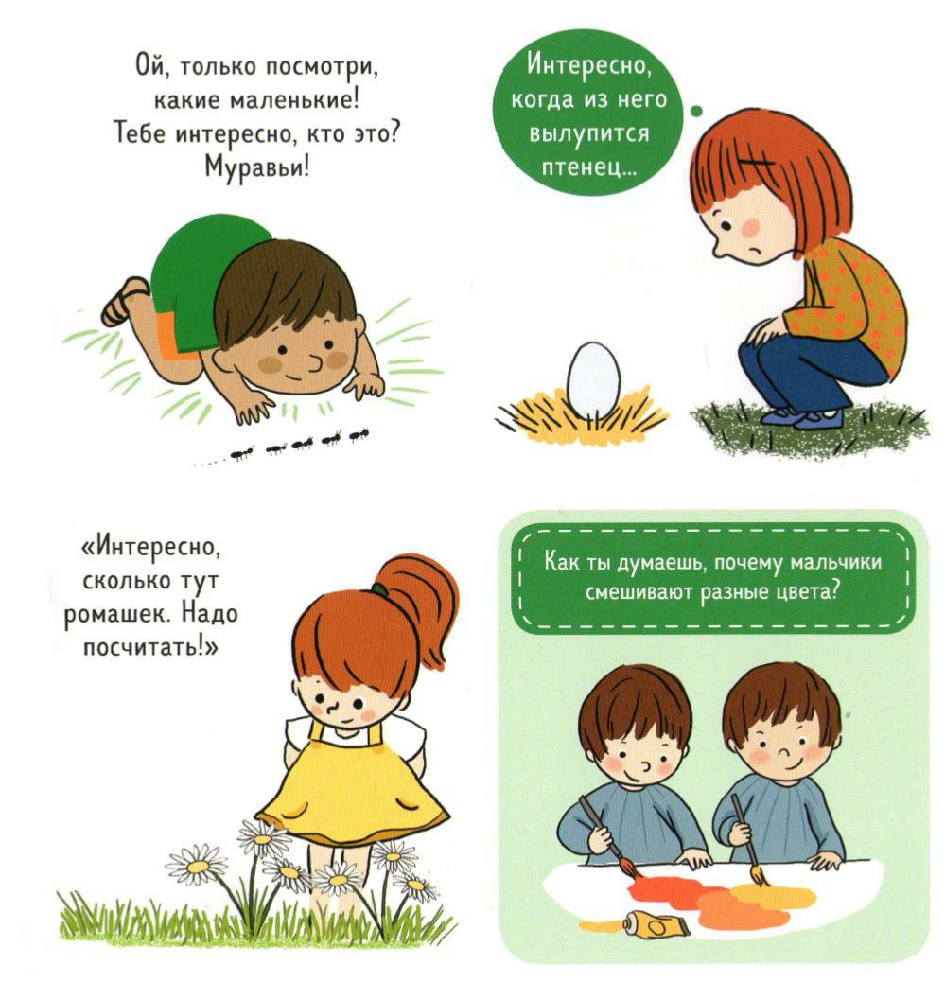 Ой, только посмотри,
какие маленькие!
Тебе интересно, кто это?
Муравьи!
Интересно,
когда из него
вылупится
птенец...
«Интересно,
сколько тут
ромашек. Надо
посчитать!»
Как ты думаешь, почему мальчики
смешивают разные цвета?